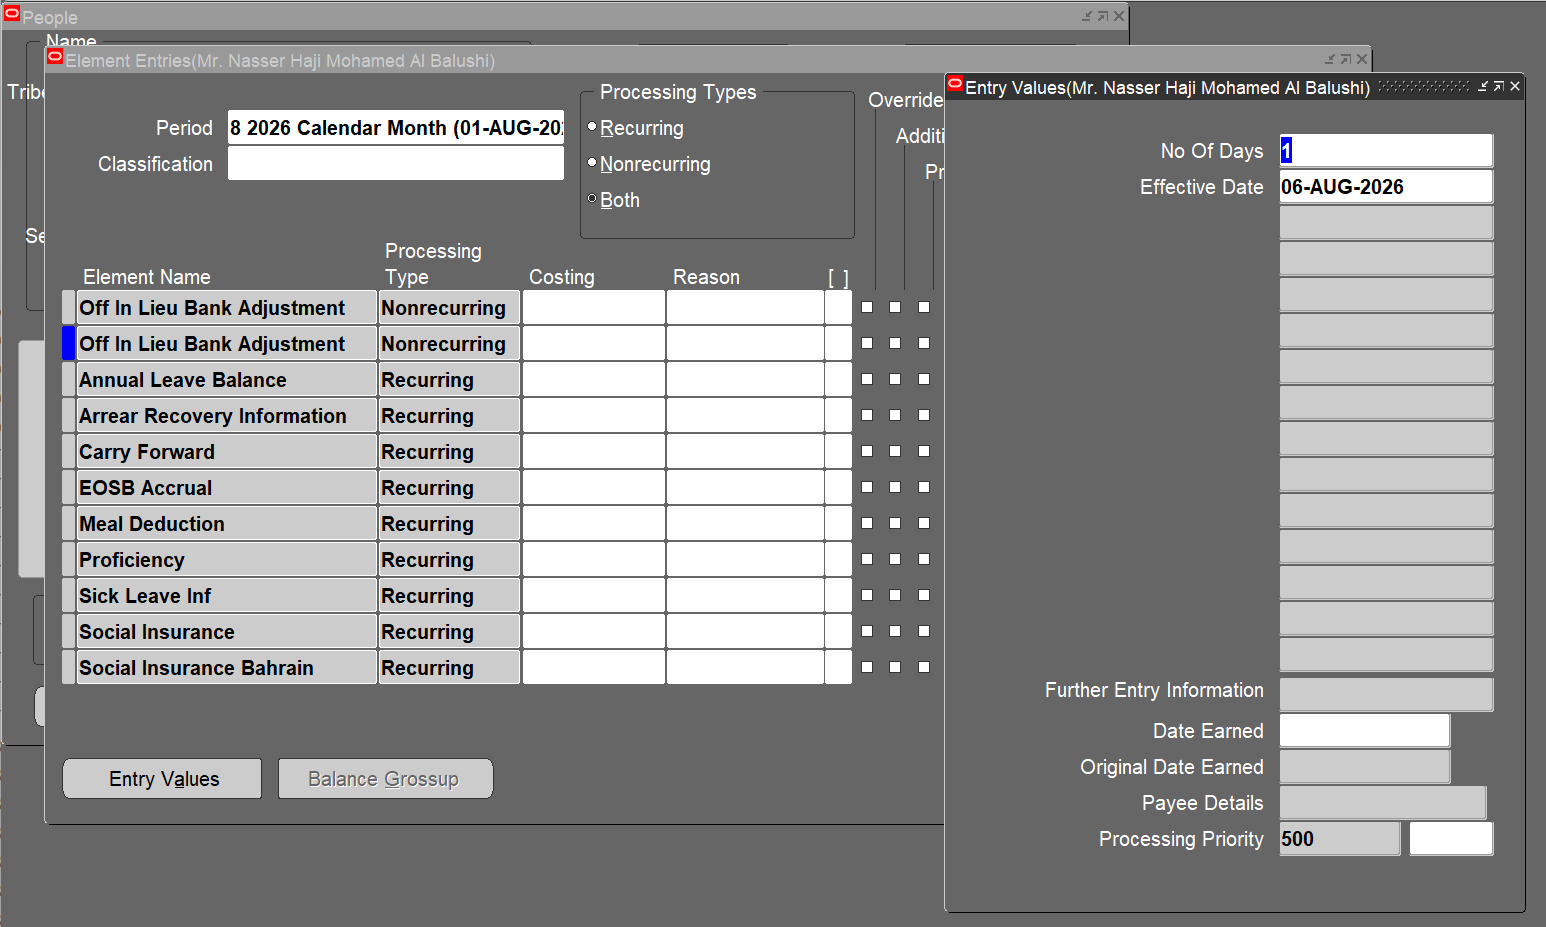 People
Name
Element Entries(Mr. Nasser Haji Mohamed Al Balushi)
Tribe
Se
Period 8 2026 Calendar Month (01-AUG-202
Classification
Processing Types
Recurring
Nonrecurring
Both
Override
Additi
Pr
Element Name Processing Type Costing Reason [ ]
Off In Lieu Bank Adjustment Nonrecurring
Off In Lieu Bank Adjustment Nonrecurring
Annual Leave Balance Recurring
Arrear Recovery Information Recurring
Carry Forward Recurring
EOSB Accrual Recurring
Meal Deduction Recurring
Proficiency Recurring
Sick Leave Inf Recurring
Social Insurance Recurring
Social Insurance Bahrain Recurring
Entry Values
Balance Grossup
Entry Values(Mr. Nasser Haji Mohamed Al Balushi)
No Of Days 1
Effective Date 06-AUG-2026
Further Entry Information
Date Earned
Original Date Earned
Payee Details
Processing Priority 500